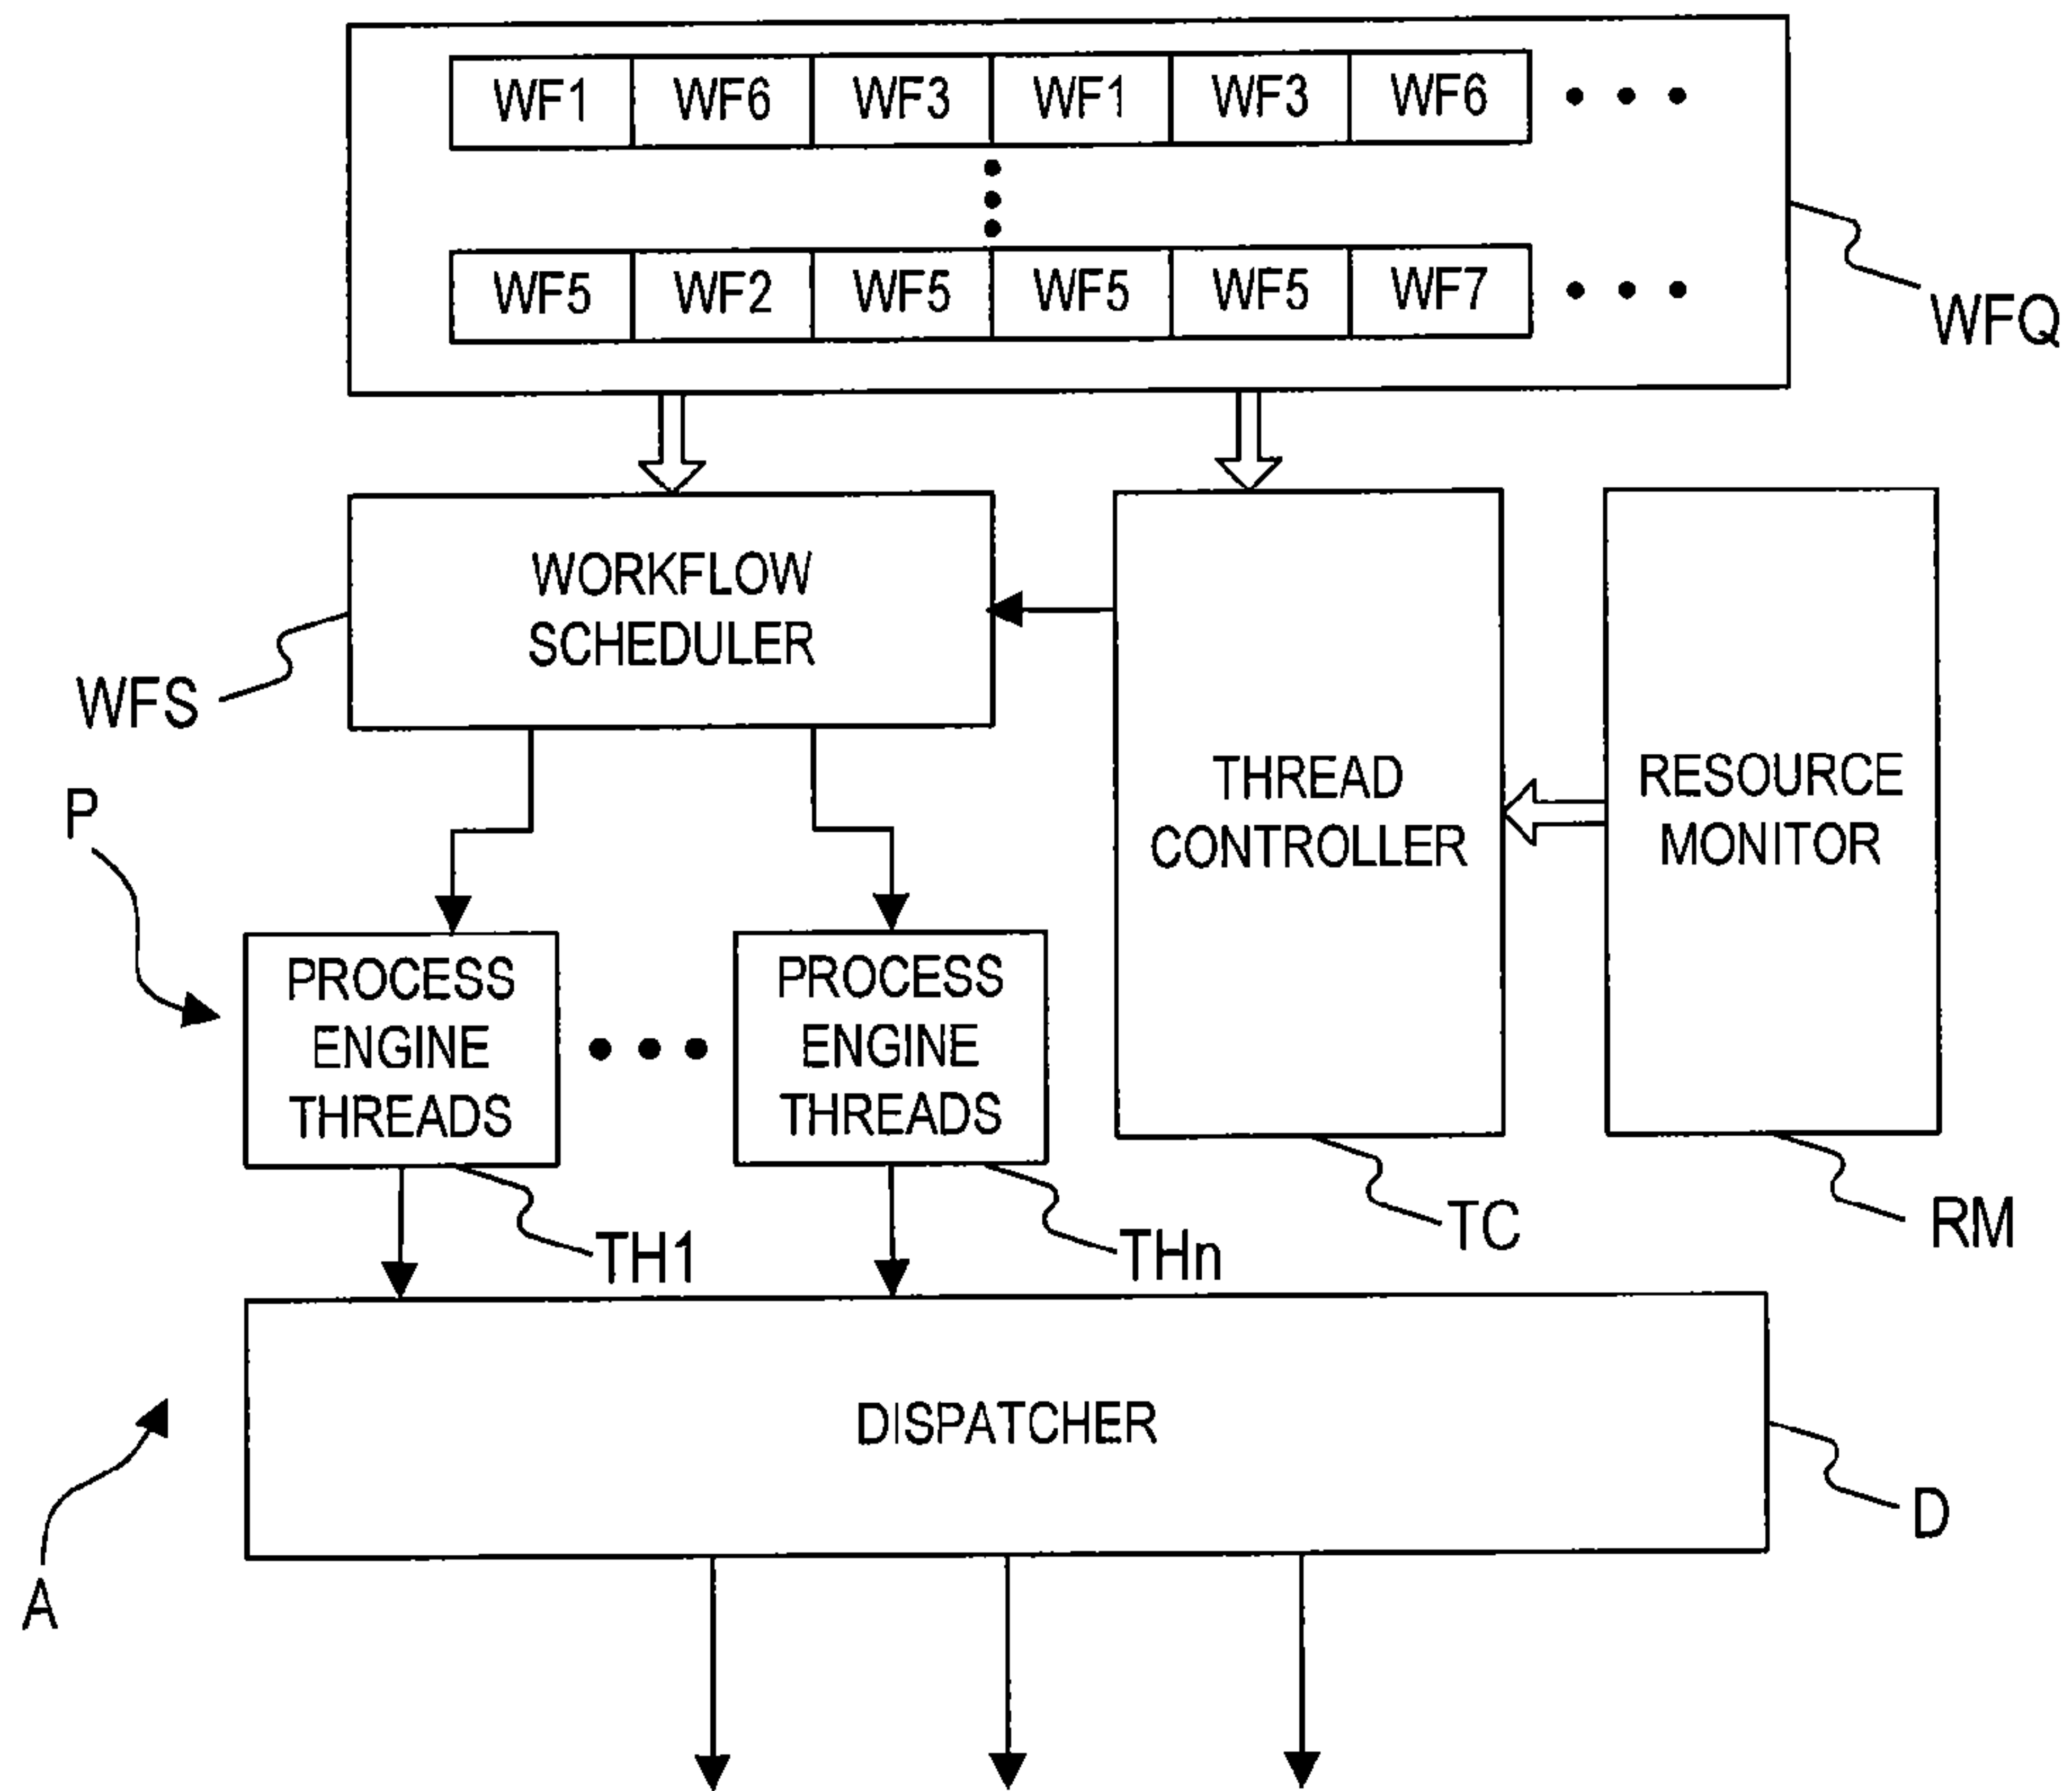 WF1 WF6 WF3 WF1 WF3 WF6
WF5 WF2 WF5 WF5 WF5 WF7
WFQ
WORKFLOW
SCHEDULER
WFS
THREAD
CONTROLLER
RESOURCE
MONITOR
P
PROCESS
ENGINE
THREADS
PROCESS
ENGINE
THREADS
TH1
THn
TC
RM
DISPATCHER
D
A